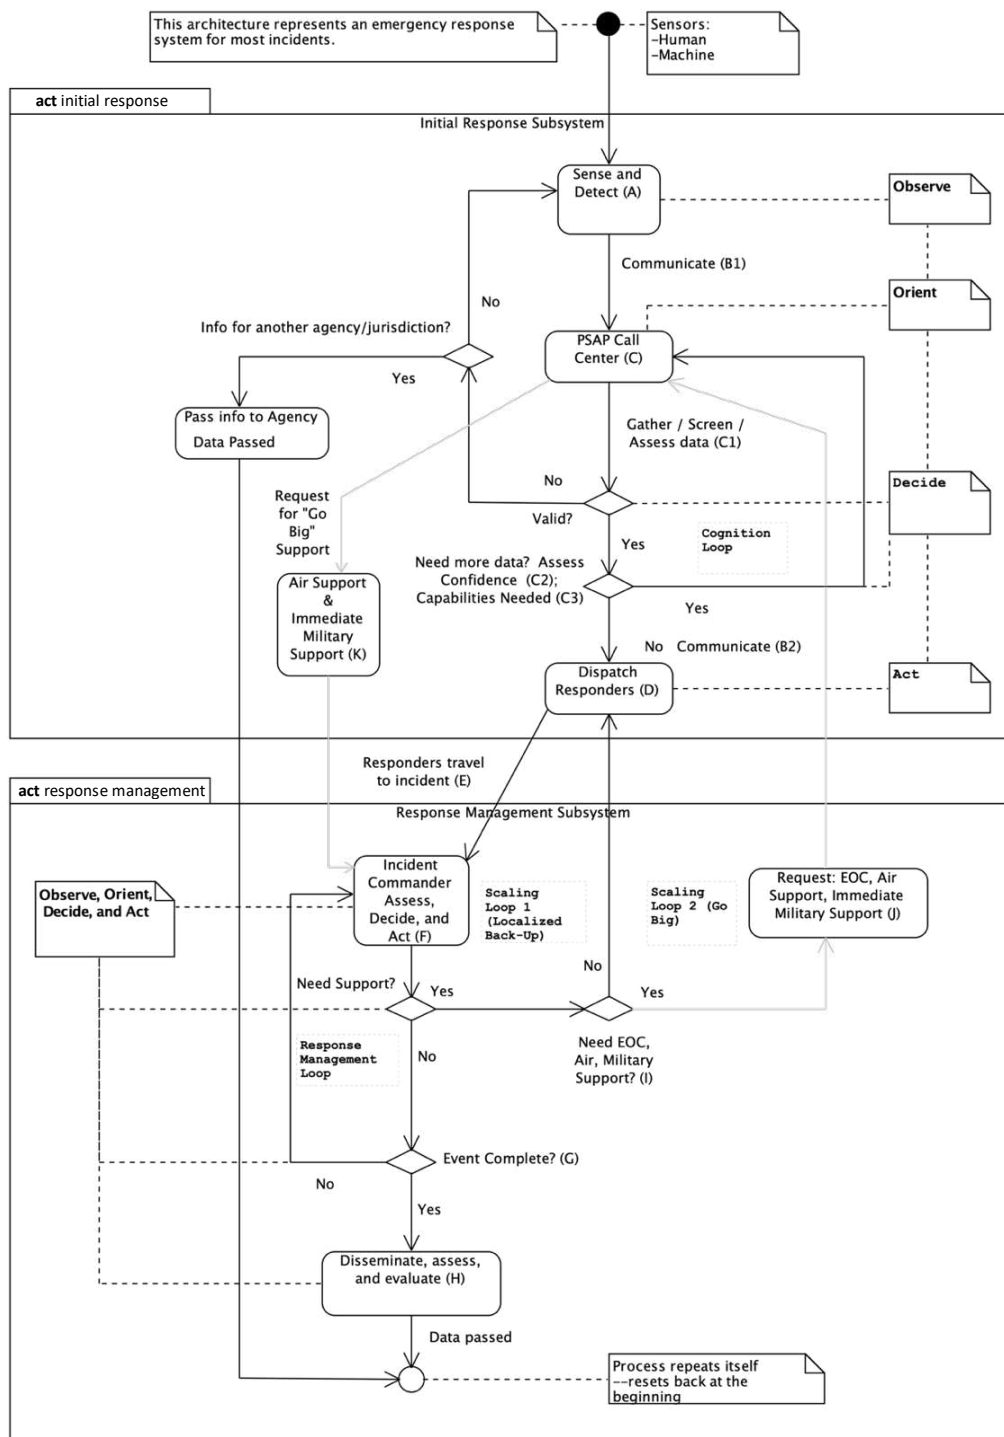 This architecture represents an emergency response
system for most incidents.
Sensors:
-Human
-Machine
act initial response
Initial Response Subsystem
Sense and
Detect (A)
Observe
Communicate (B1)
No
Orient
Info for another agency/jurisdiction?
PSAP Call
Center (C)
Yes
Pass info to Agency
Data Passed
Gather / Screen /
Assess data (C1)
No
Decide
Request
for "Go
Big"
Support
Valid?
Yes
Cognition
Loop
Need more data? Assess
Confidence (C2);
Capabilities Needed (C3)
Yes
Air Support
&
Immediate
Military
Support (K)
No Communicate (B2)
Dispatch
Responders (D)
Act
Responders travel
to incident (E)
act response management
Response Management Subsystem
Incident
Commander
Assess,
Decide, and
Act (F)
Observe, Orient,
Decide, and Act
Scaling
Loop 1
(Localized
Back-Up)
Scaling
Loop 2 (Go
Big)
Request: EOC, Air
Support, Immediate
Military Support (J)
Need Support?
Yes
No
Yes
Response
Management
Loop
No
Need EOC,
Air, Military
Support? (I)
Event Complete? (G)
No
Yes
Disseminate, assess,
and evaluate (H)
Data passed
Process repeats itself
--resets back at the
beginning